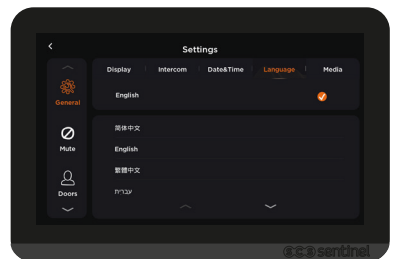 Settings
Display Intercom Date&Time Language Media
General
English
Mute
简体中文
English
繁體中文
Doors
עברית
sentinel